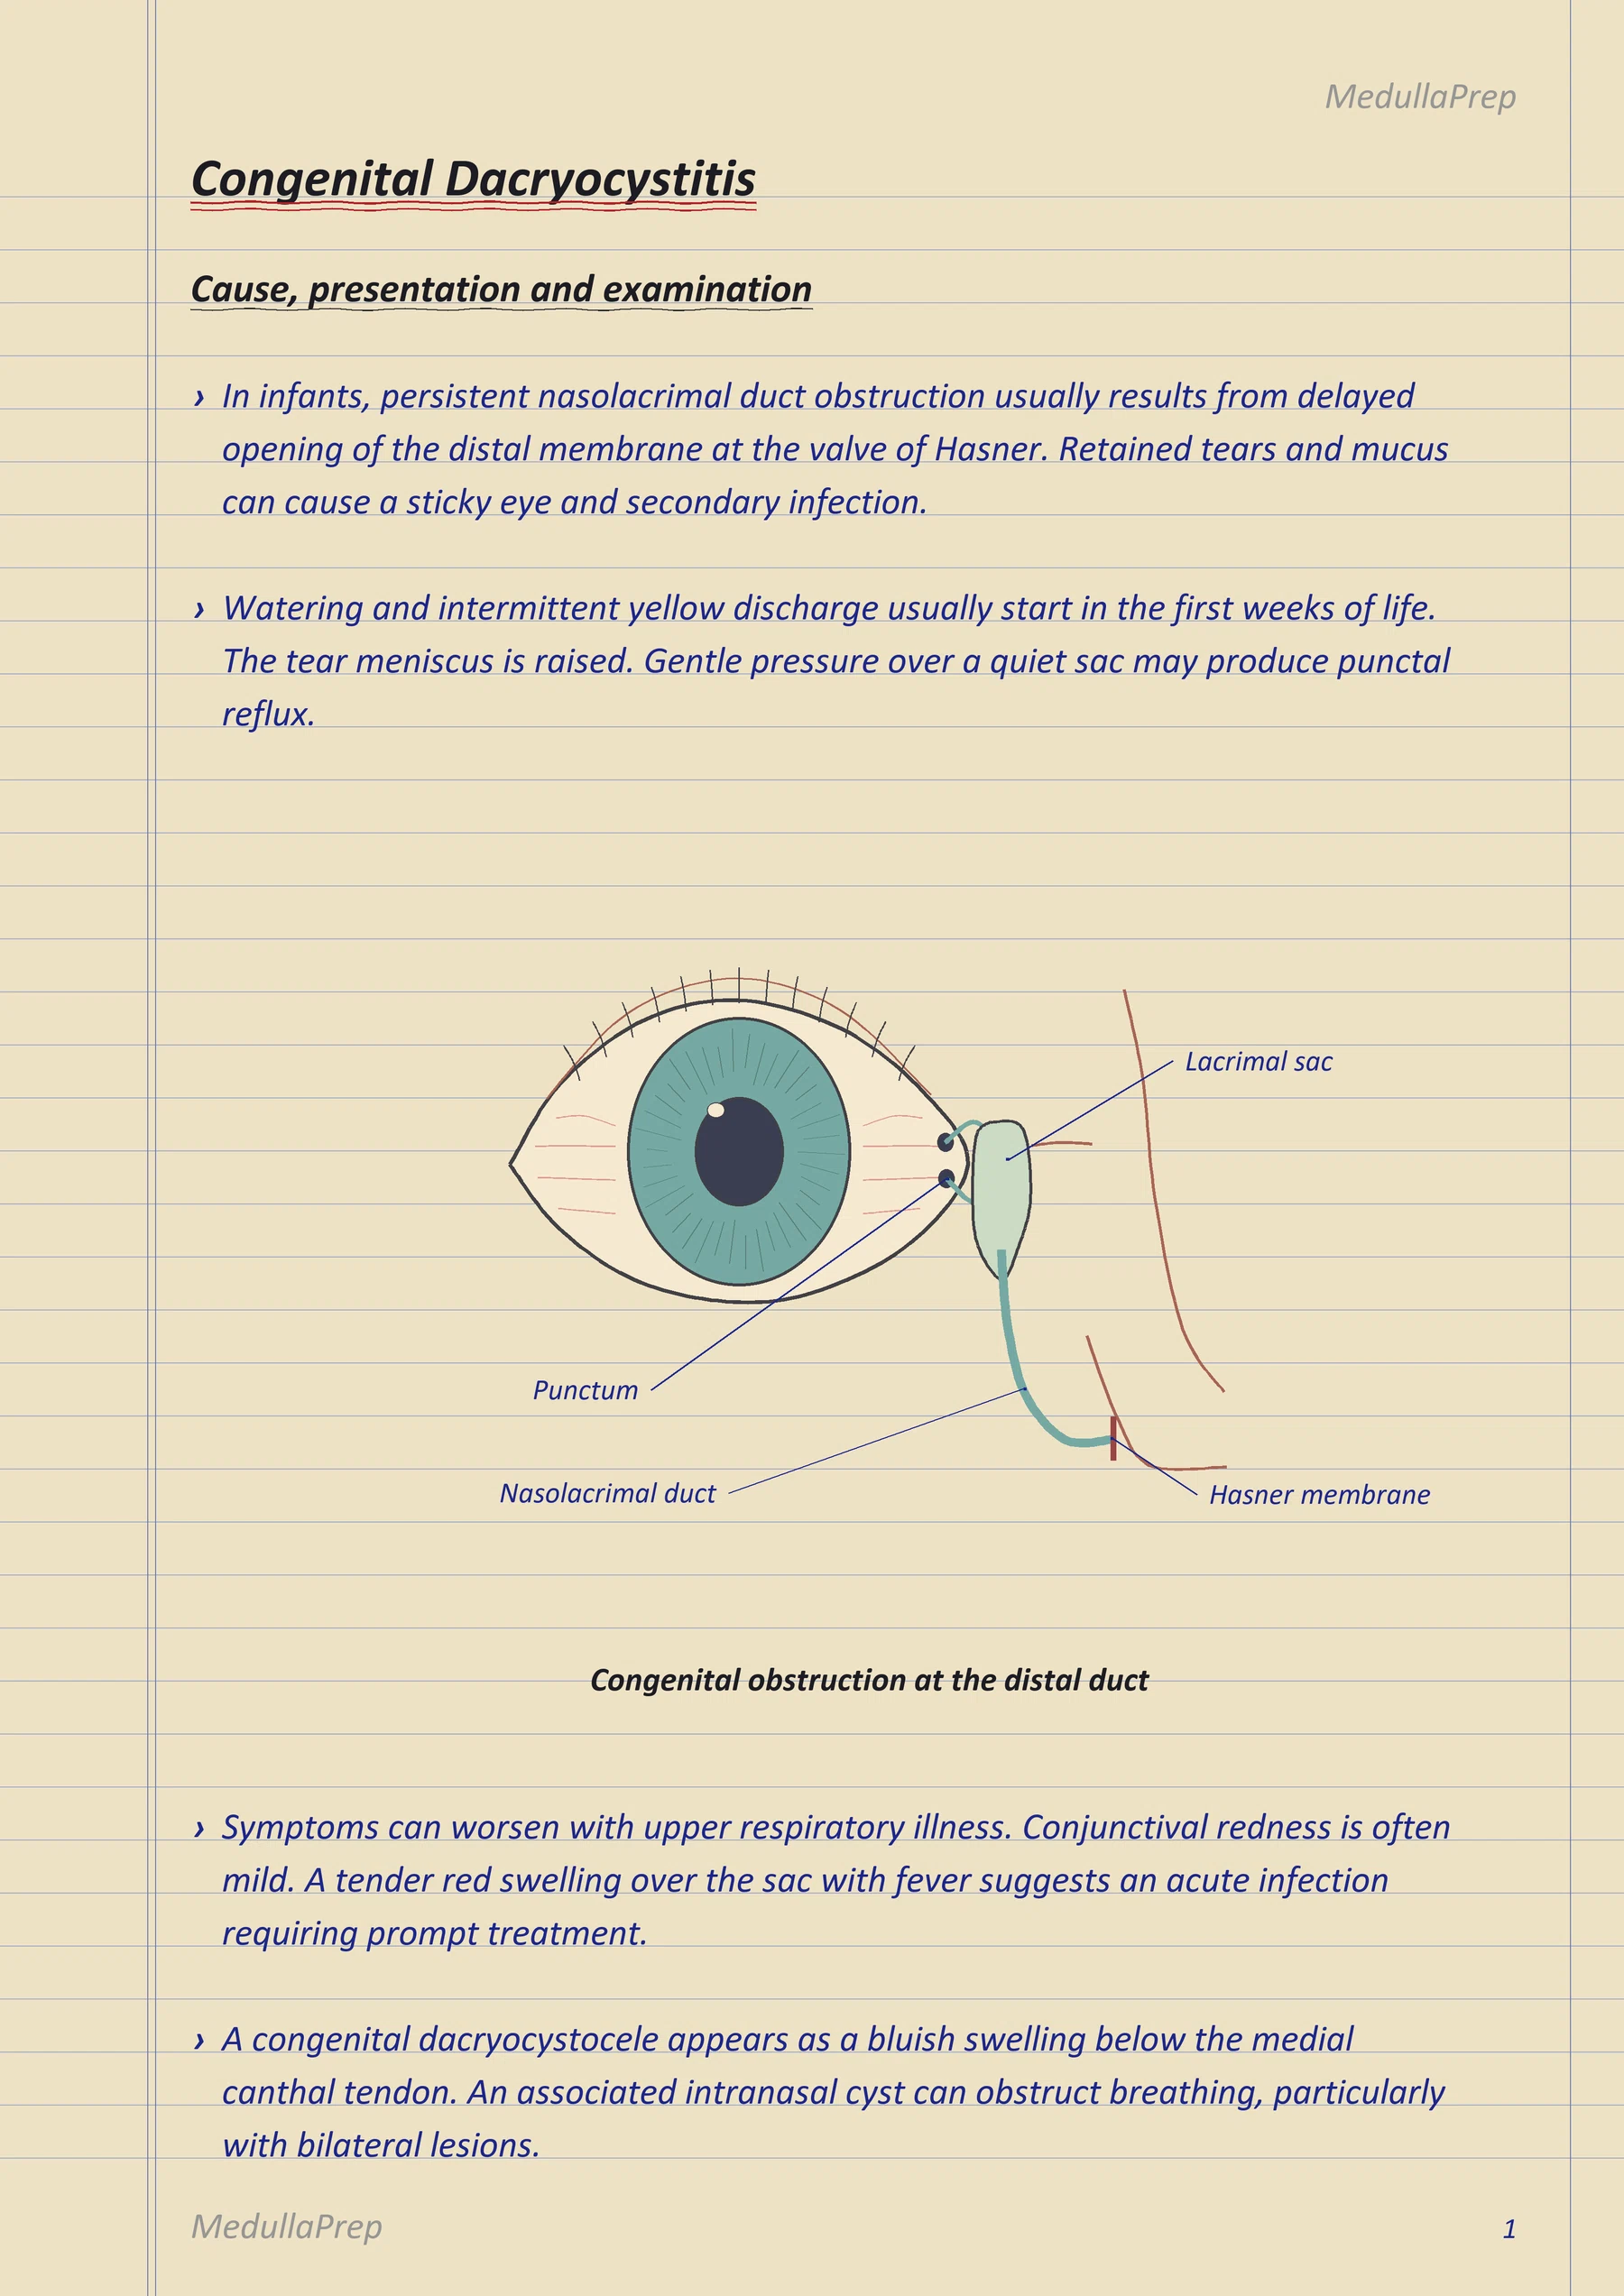 MedullaPrep
Congenital Dacryocystitis
Cause, presentation and examination
› In infants, persistent nasolacrimal duct obstruction usually results from delayed
opening of the distal membrane at the valve of Hasner. Retained tears and mucus
can cause a sticky eye and secondary infection.
› Watering and intermittent yellow discharge usually start in the first weeks of life.
The tear meniscus is raised. Gentle pressure over a quiet sac may produce punctal
reflux.
Lacrimal sac
Punctum
Nasolacrimal duct
Hasner membrane
Congenital obstruction at the distal duct
› Symptoms can worsen with upper respiratory illness. Conjunctival redness is often
mild. A tender red swelling over the sac with fever suggests an acute infection
requiring prompt treatment.
› A congenital dacryocystocele appears as a bluish swelling below the medial
canthal tendon. An associated intranasal cyst can obstruct breathing, particularly
with bilateral lesions.
MedullaPrep
1